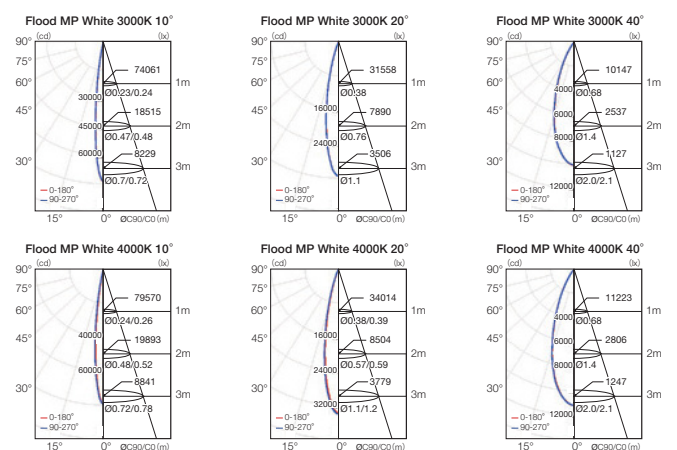 Flood MP White 3000K 10°
(cd) (lx)
90°
75°
60°
45°
30°
15° 0° ØC90/C0 (m)
30000
45000
60000
74061
1m
Ø0.23/0.24
18515
2m
Ø0.47/0.48
8229
3m
Ø0.7/0.72
0-180°
90-270°
Flood MP White 3000K 20°
(cd) (lx)
90°
75°
60°
45°
30°
15° 0° ØC90/C0 (m)
16000
24000
31558
1m
Ø0.38
7890
2m
Ø0.76
3506
3m
Ø1.1
0-180°
90-270°
Flood MP White 3000K 40°
(cd) (lx)
90°
75°
60°
45°
30°
15° 0° ØC90/C0 (m)
4000
6000
8000
12000
10147
1m
Ø0.68
2537
2m
Ø1.4
1127
3m
Ø2.0/2.1
0-180°
90-270°
Flood MP White 4000K 10°
(cd) (lx)
90°
75°
60°
45°
30°
15° 0° ØC90/C0 (m)
40000
60000
79570
1m
Ø0.24/0.26
19893
2m
Ø0.48/0.52
8841
3m
Ø0.72/0.78
0-180°
90-270°
Flood MP White 4000K 20°
(cd) (lx)
90°
75°
60°
45°
30°
15° 0° ØC90/C0 (m)
16000
24000
32000
34014
1m
Ø0.38/0.39
8504
2m
Ø0.57/0.59
3779
3m
Ø1.1/1.2
0-180°
90-270°
Flood MP White 4000K 40°
(cd) (lx)
90°
75°
60°
45°
30°
15° 0° ØC90/C0 (m)
4000
6000
8000
12000
11223
1m
Ø0.68
2806
2m
Ø1.4
1247
3m
Ø2.0/2.1
0-180°
90-270°